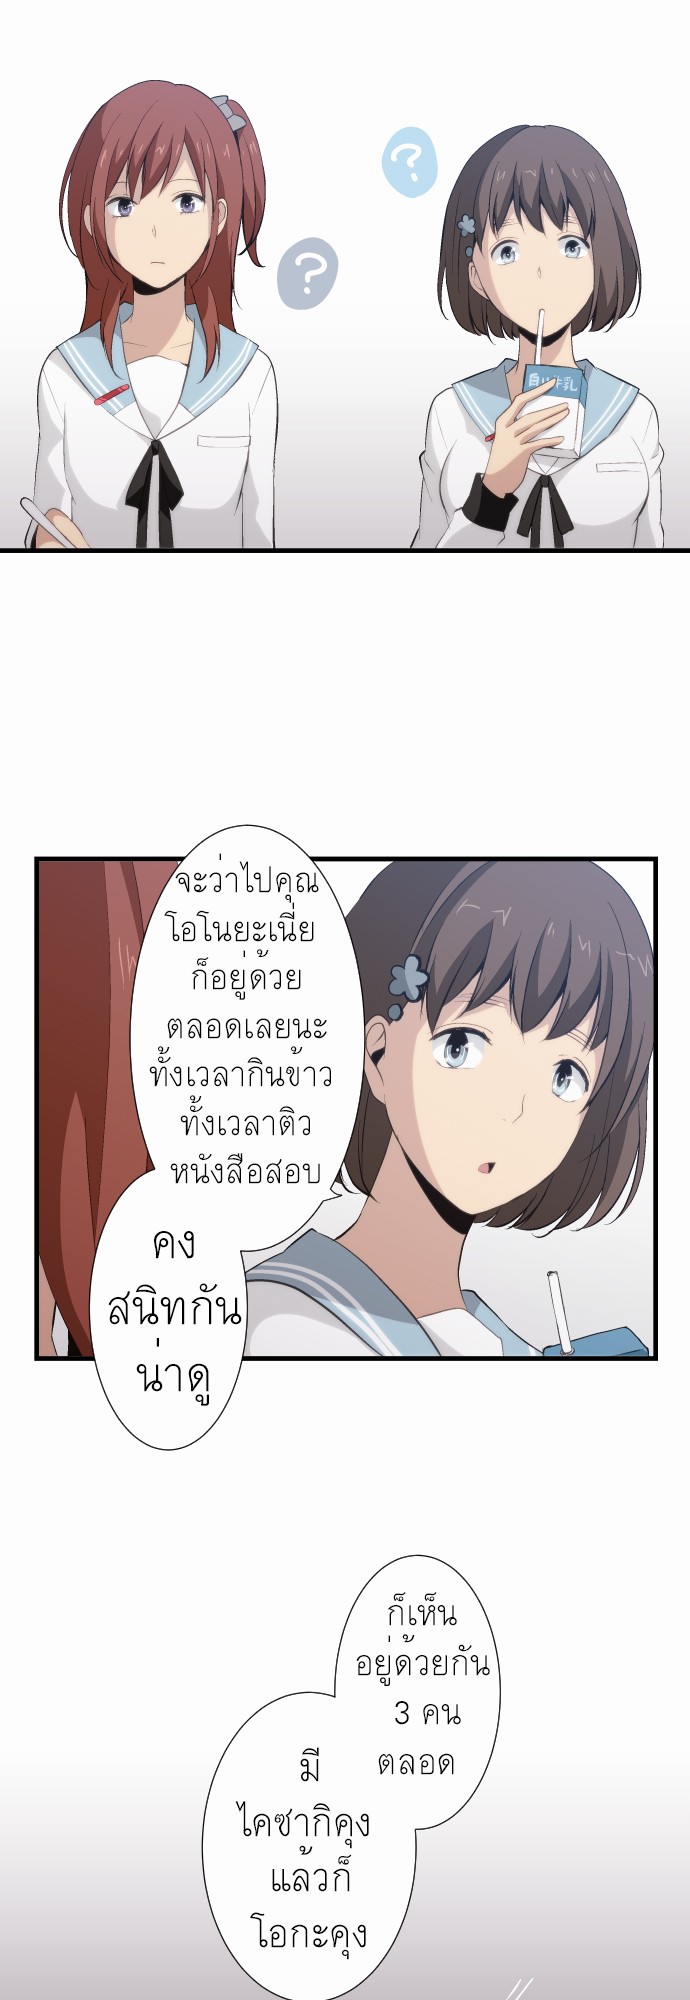 ?
?
白い牛乳
จะว่าไปคุณ
โอโนยะเนี่ย
ก็อยู่ด้วย
ตลอดเลยนะ
ทั้งเวลากินข้าว
ทั้งเวลาติว
หนังสือสอบ
คง
สนิทกัน
น่าดู
ก็เห็น
อยู่ด้วยกัน
3 คน
ตลอด
มี
ไคซากิคุง
แล้วก็
โอกะคุง